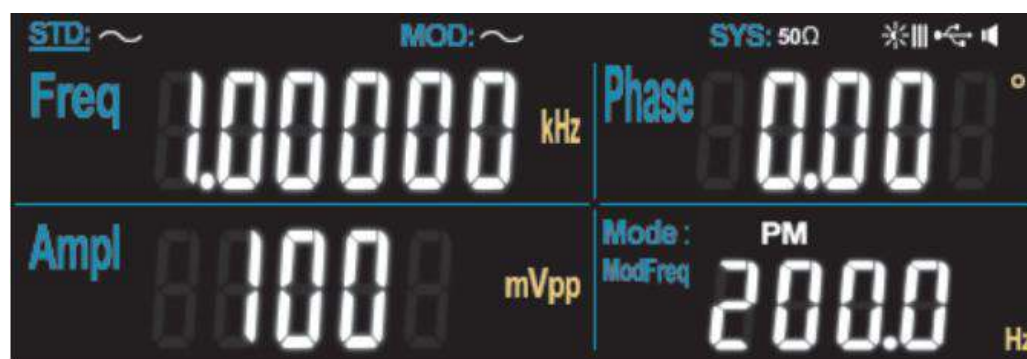 STD: MOD: SYS: 50Ω
Freq 1.00000 kHz
Phase 0.00 °
Ampl 100 mVpp
Mode: PM
ModFreq 200.0 Hz